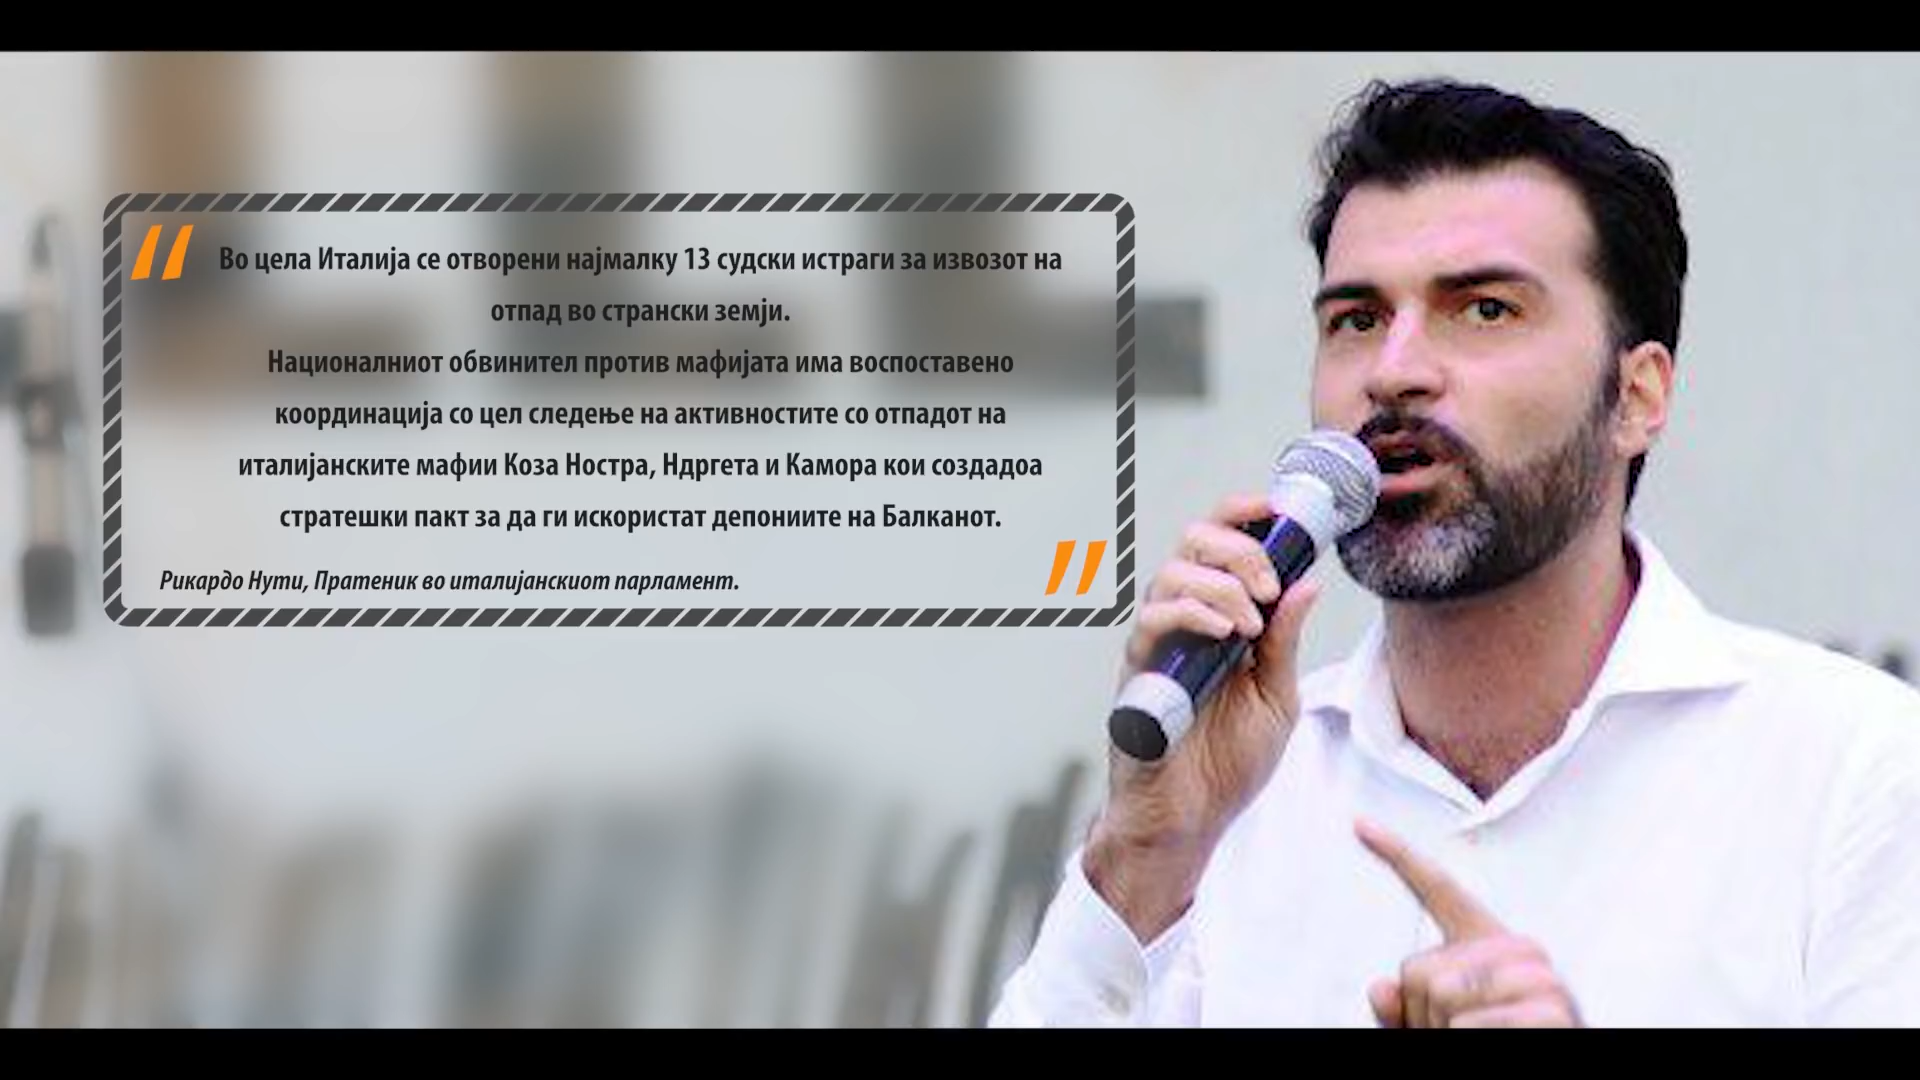 Во цела Италија се отворени најмалку 13 судски истраги за извозот на
отпад во странски земји.
Националниот обвинител против мафијата има воспоставено
координација со цел следење на активностите со отпадот на
италијанските мафии Коза Ностра, Ндргета и Камора кои создадоа
стратешки пакт за да ги искористат депониите на Балканот.
Рикардо Нути, Пратеник во италијанскиот парламент.